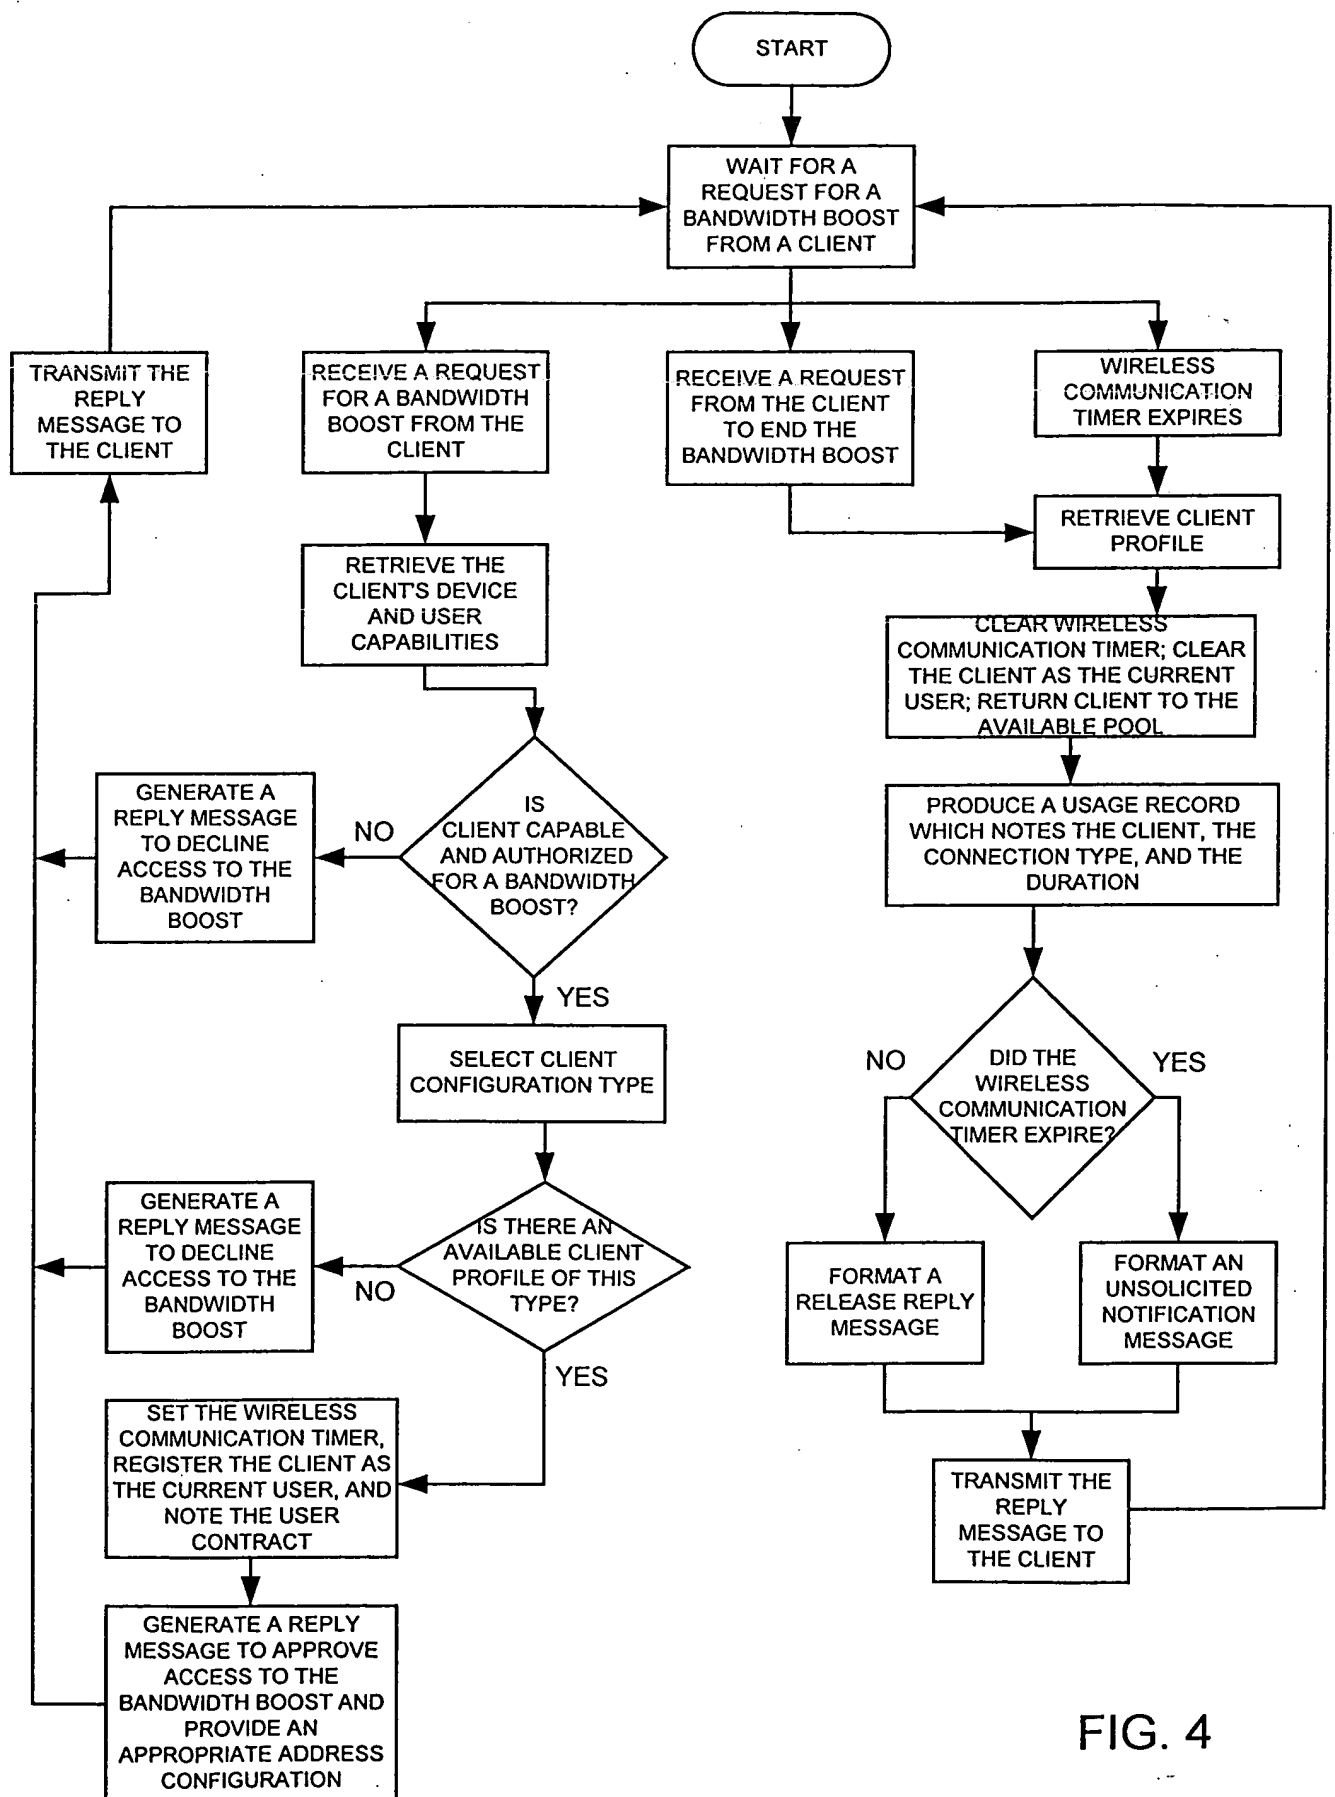 START
WAIT FOR A
REQUEST FOR A
BANDWIDTH BOOST
FROM A CLIENT
TRANSMIT THE
REPLY
MESSAGE TO
THE CLIENT
RECEIVE A REQUEST
FOR A BANDWIDTH
BOOST FROM THE
CLIENT
RECEIVE A REQUEST
FROM THE CLIENT
TO END THE
BANDWIDTH BOOST
WIRELESS
COMMUNICATION
TIMER EXPIRES
RETRIEVE CLIENT
PROFILE
RETRIEVE THE
CLIENT'S DEVICE
AND USER
CAPABILITIES
CLEAR WIRELESS
COMMUNICATION TIMER; CLEAR
THE CLIENT AS THE CURRENT
USER; RETURN CLIENT TO THE
AVAILABLE POOL
GENERATE A
REPLY MESSAGE
TO DECLINE
ACCESS TO THE
BANDWIDTH
BOOST
NO
IS
CLIENT CAPABLE
AND AUTHORIZED
FOR A BANDWIDTH
BOOST?
PRODUCE A USAGE RECORD
WHICH NOTES THE CLIENT, THE
CONNECTION TYPE, AND THE
DURATION
YES
SELECT CLIENT
CONFIGURATION TYPE
NO
DID THE
WIRELESS
COMMUNICATION
TIMER EXPIRE?
YES
GENERATE A
REPLY MESSAGE
TO DECLINE
ACCESS TO THE
BANDWIDTH
BOOST
NO
IS THERE AN
AVAILABLE CLIENT
PROFILE OF THIS
TYPE?
YES
FORMAT A
RELEASE REPLY
MESSAGE
FORMAT AN
UNSOLICITED
NOTIFICATION
MESSAGE
SET THE WIRELESS
COMMUNICATION TIMER,
REGISTER THE CLIENT AS
THE CURRENT USER, AND
NOTE THE USER
CONTRACT
TRANSMIT THE
REPLY
MESSAGE TO
THE CLIENT
GENERATE A REPLY
MESSAGE TO APPROVE
ACCESS TO THE
BANDWIDTH BOOST AND
PROVIDE AN
APPROPRIATE ADDRESS
CONFIGURATION
FIG. 4